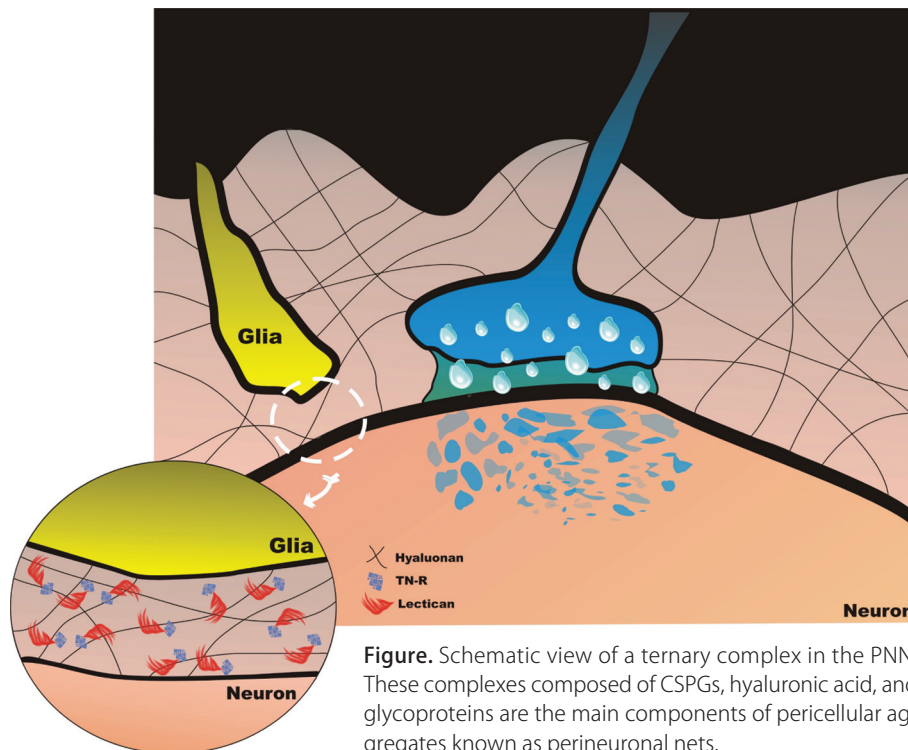 Glia
Glia
Hyaluonan
TN-R
Lectican
Neuron
Neuron
Figure. Schematic view of a ternary complex in the PNN
These complexes composed of CSPGs, hyaluronic acid, and
glycoproteins are the main components of pericellular ag
gregates known as perineuronal nets.